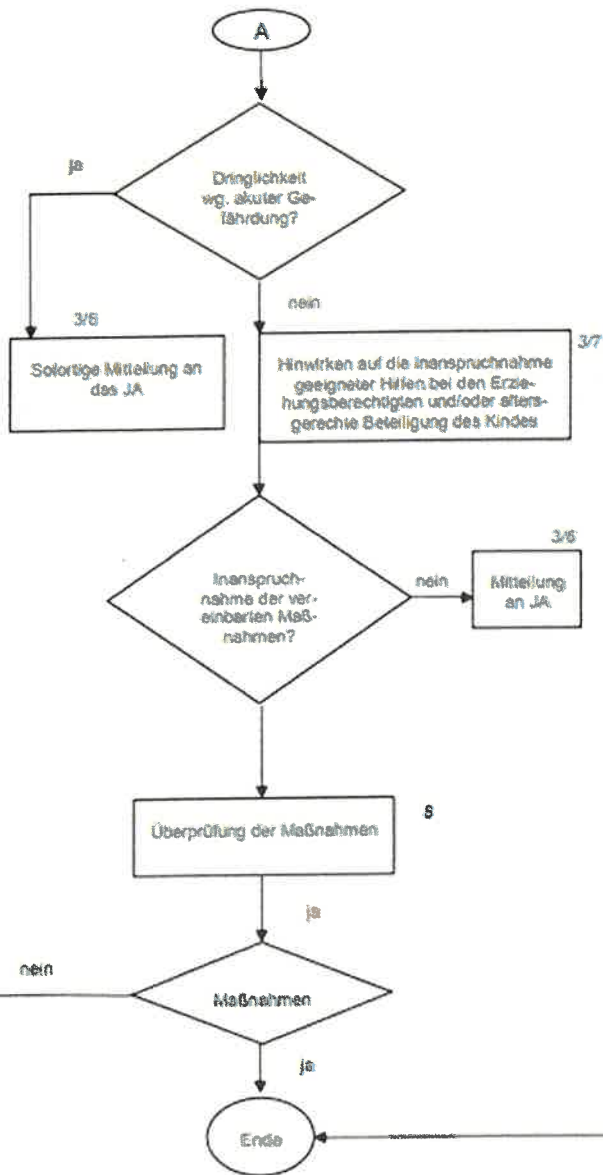 A
ja
Dringlichkeit
wg. akuter Ge-
fährdung?
nein
3/6
Sofortige Mitteilung an
das JA
3/7
Hinwirken auf die Inanspruchnahme
geeigneter Hilfen bei den Erzie-
hungsberechtigten und/oder alters-
gerechte Beteiligung des Kindes
Inanspruch-
nahme der ver-
einbarten Maß-
nahmen?
nein
3/6
Mitteilung
an JA
Überprüfung der Maßnahmen
8
ja
nein
Maßnahmen
ja
Ende